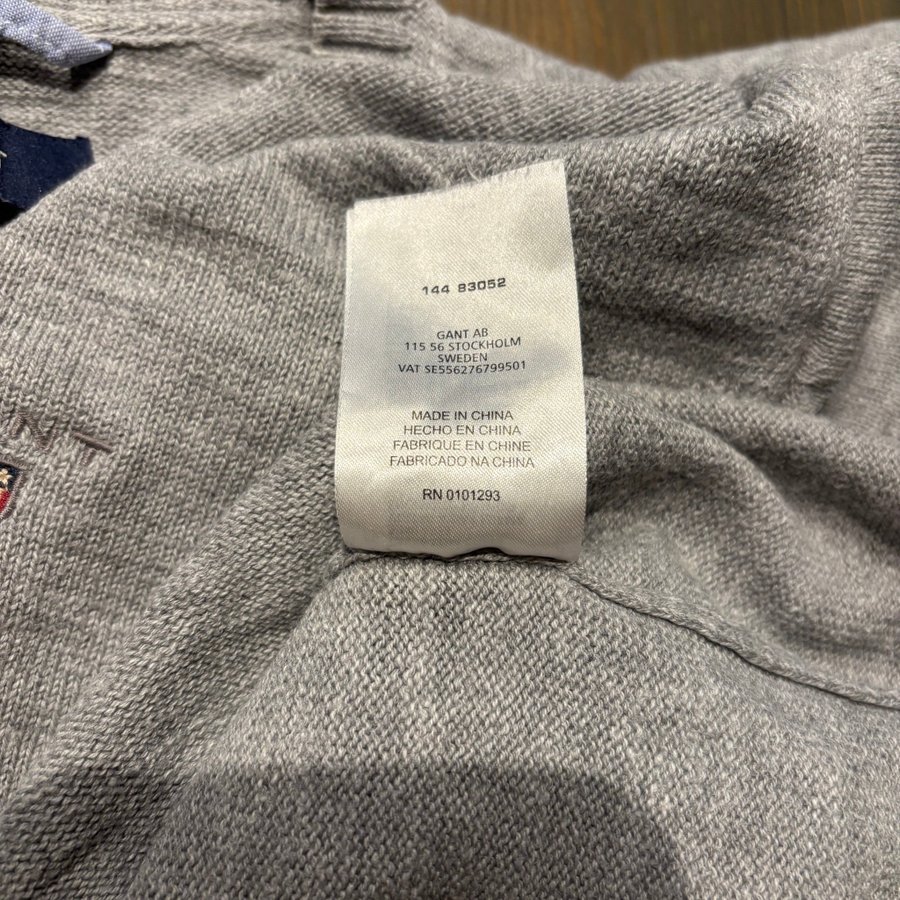 144 83052
GANT AB
115 56 STOCKHOLM
SWEDEN
VAT SE556276799501
MADE IN CHINA
HECHO EN CHINA
FABRIQUE EN CHINE
FABRICADO NA CHINA
RN 0101293
NT